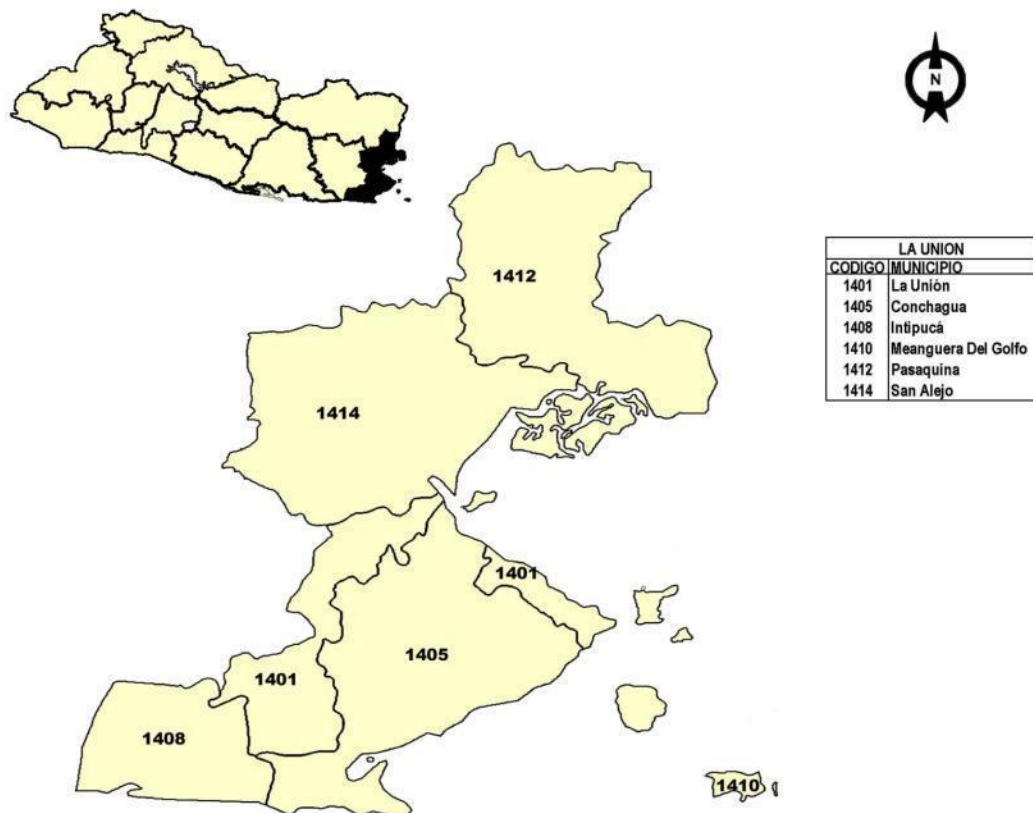 N
LA UNION
CODIGO MUNICIPIO
1401 La Unión
1405 Conchagua
1408 Intipucá
1410 Meanguera Del Golfo
1412 Pasaquina
1414 San Alejo
1412
1414
1401
1405
1401
1408
1410